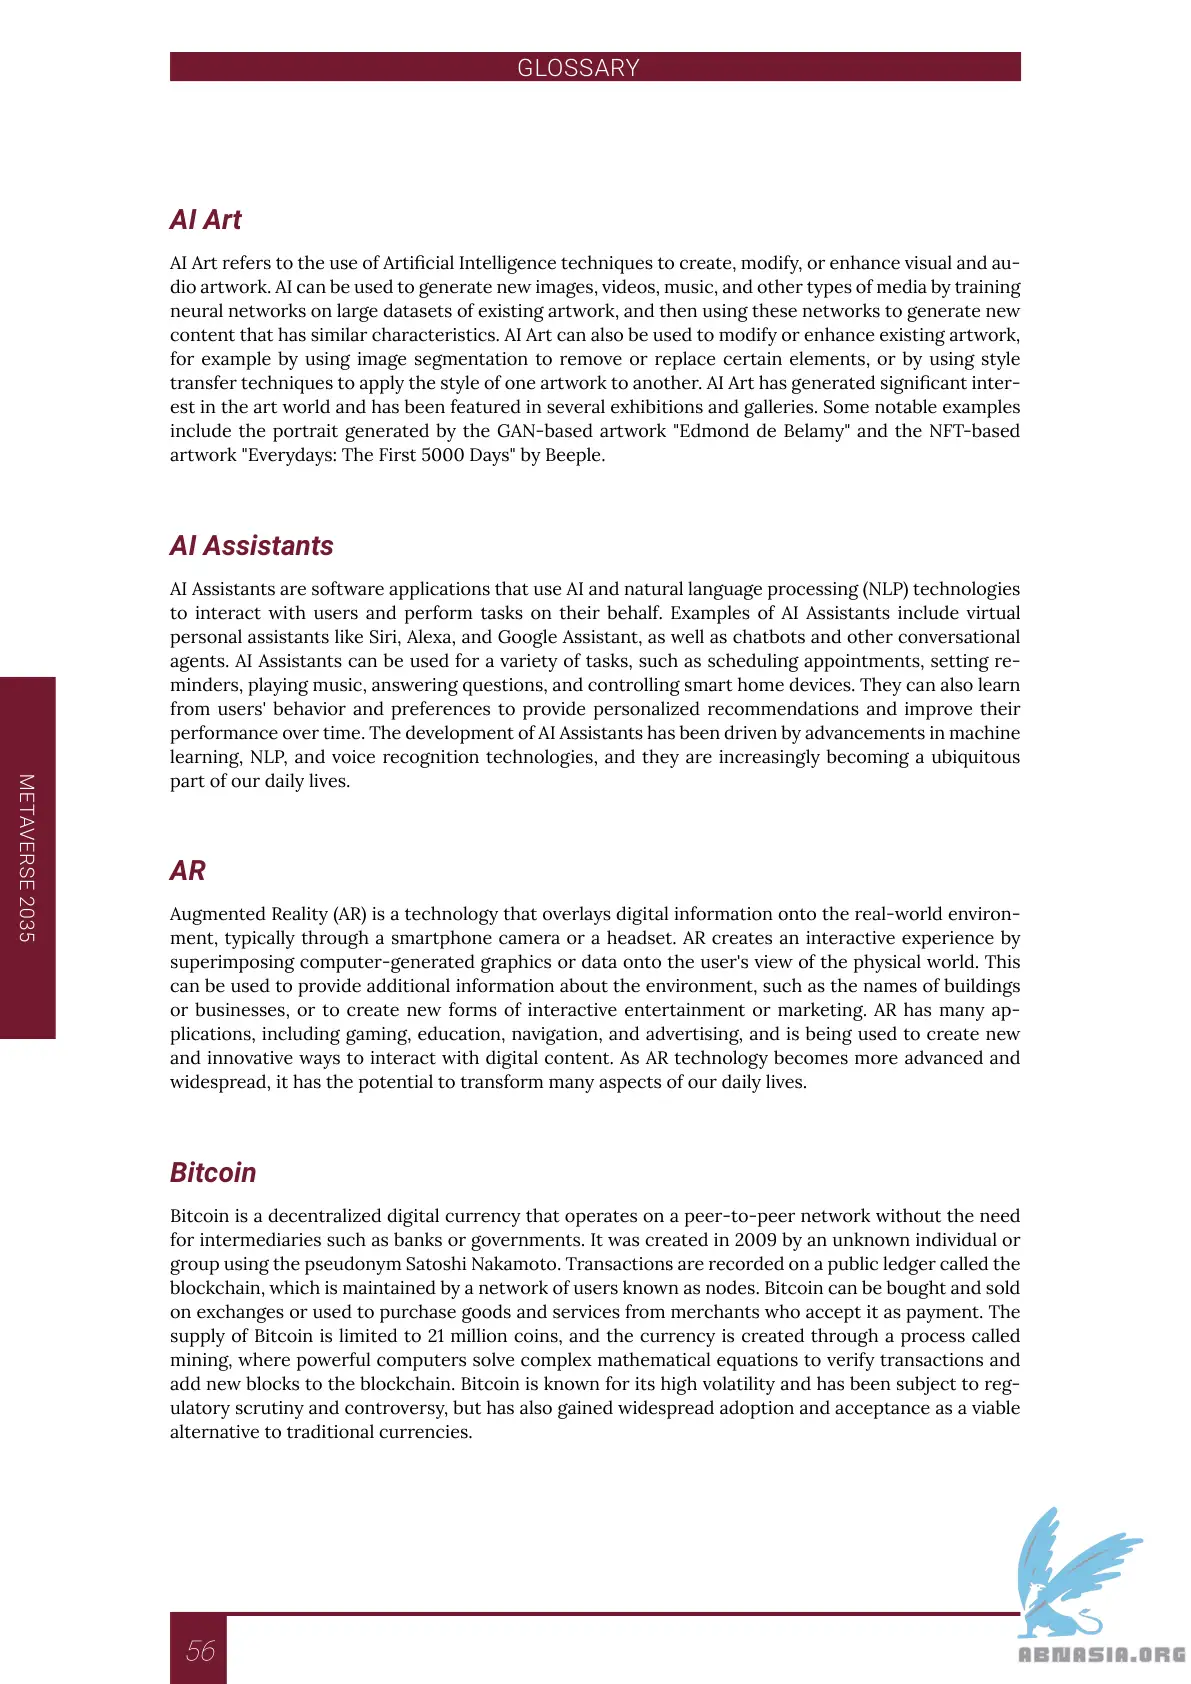 GLOSSARY
AI Art
AI Art refers to the use of Artificial Intelligence techniques to create, modify, or enhance visual and au-
dio artwork. AI can be used to generate new images, videos, music, and other types of media by training
neural networks on large datasets of existing artwork, and then using these networks to generate new
content that has similar characteristics. AI Art can also be used to modify or enhance existing artwork,
for example by using image segmentation to remove or replace certain elements, or by using style
transfer techniques to apply the style of one artwork to another. AI Art has generated significant inter-
est in the art world and has been featured in several exhibitions and galleries. Some notable examples
include the portrait generated by the GAN-based artwork "Edmond de Belamy" and the NFT-based
artwork "Everydays: The First 5000 Days" by Beeple.
AI Assistants
AI Assistants are software applications that use AI and natural language processing (NLP) technologies
to interact with users and perform tasks on their behalf. Examples of AI Assistants include virtual
personal assistants like Siri, Alexa, and Google Assistant, as well as chatbots and other conversational
agents. AI Assistants can be used for a variety of tasks, such as scheduling appointments, setting re-
minders, playing music, answering questions, and controlling smart home devices. They can also learn
from users' behavior and preferences to provide personalized recommendations and improve their
performance over time. The development of AI Assistants has been driven by advancements in machine
learning, NLP, and voice recognition technologies, and they are increasingly becoming a ubiquitous
part of our daily lives.
METAVERSE 2035
AR
Augmented Reality (AR) is a technology that overlays digital information onto the real-world environ-
ment, typically through a smartphone camera or a headset. AR creates an interactive experience by
superimposing computer-generated graphics or data onto the user's view of the physical world. This
can be used to provide additional information about the environment, such as the names of buildings
or businesses, or to create new forms of interactive entertainment or marketing. AR has many ap-
plications, including gaming, education, navigation, and advertising, and is being used to create new
and innovative ways to interact with digital content. As AR technology becomes more advanced and
widespread, it has the potential to transform many aspects of our daily lives.
Bitcoin
Bitcoin is a decentralized digital currency that operates on a peer-to-peer network without the need
for intermediaries such as banks or governments. It was created in 2009 by an unknown individual or
group using the pseudonym Satoshi Nakamoto. Transactions are recorded on a public ledger called the
blockchain, which is maintained by a network of users known as nodes. Bitcoin can be bought and sold
on exchanges or used to purchase goods and services from merchants who accept it as payment. The
supply of Bitcoin is limited to 21 million coins, and the currency is created through a process called
mining, where powerful computers solve complex mathematical equations to verify transactions and
add new blocks to the blockchain. Bitcoin is known for its high volatility and has been subject to reg-
ulatory scrutiny and controversy, but has also gained widespread adoption and acceptance as a viable
alternative to traditional currencies.
56
ABNASIA.ORG